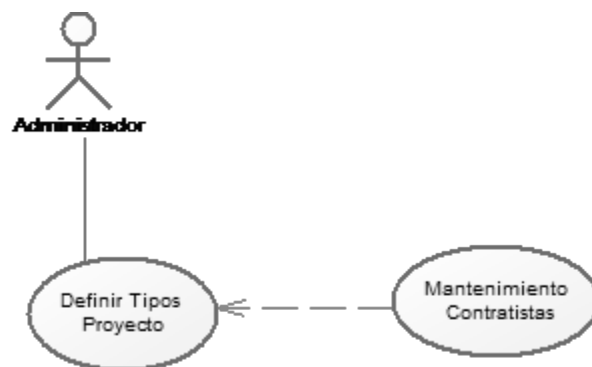 Administrador
Definir Tipos
Proyecto
Mantenimiento
Contratistas